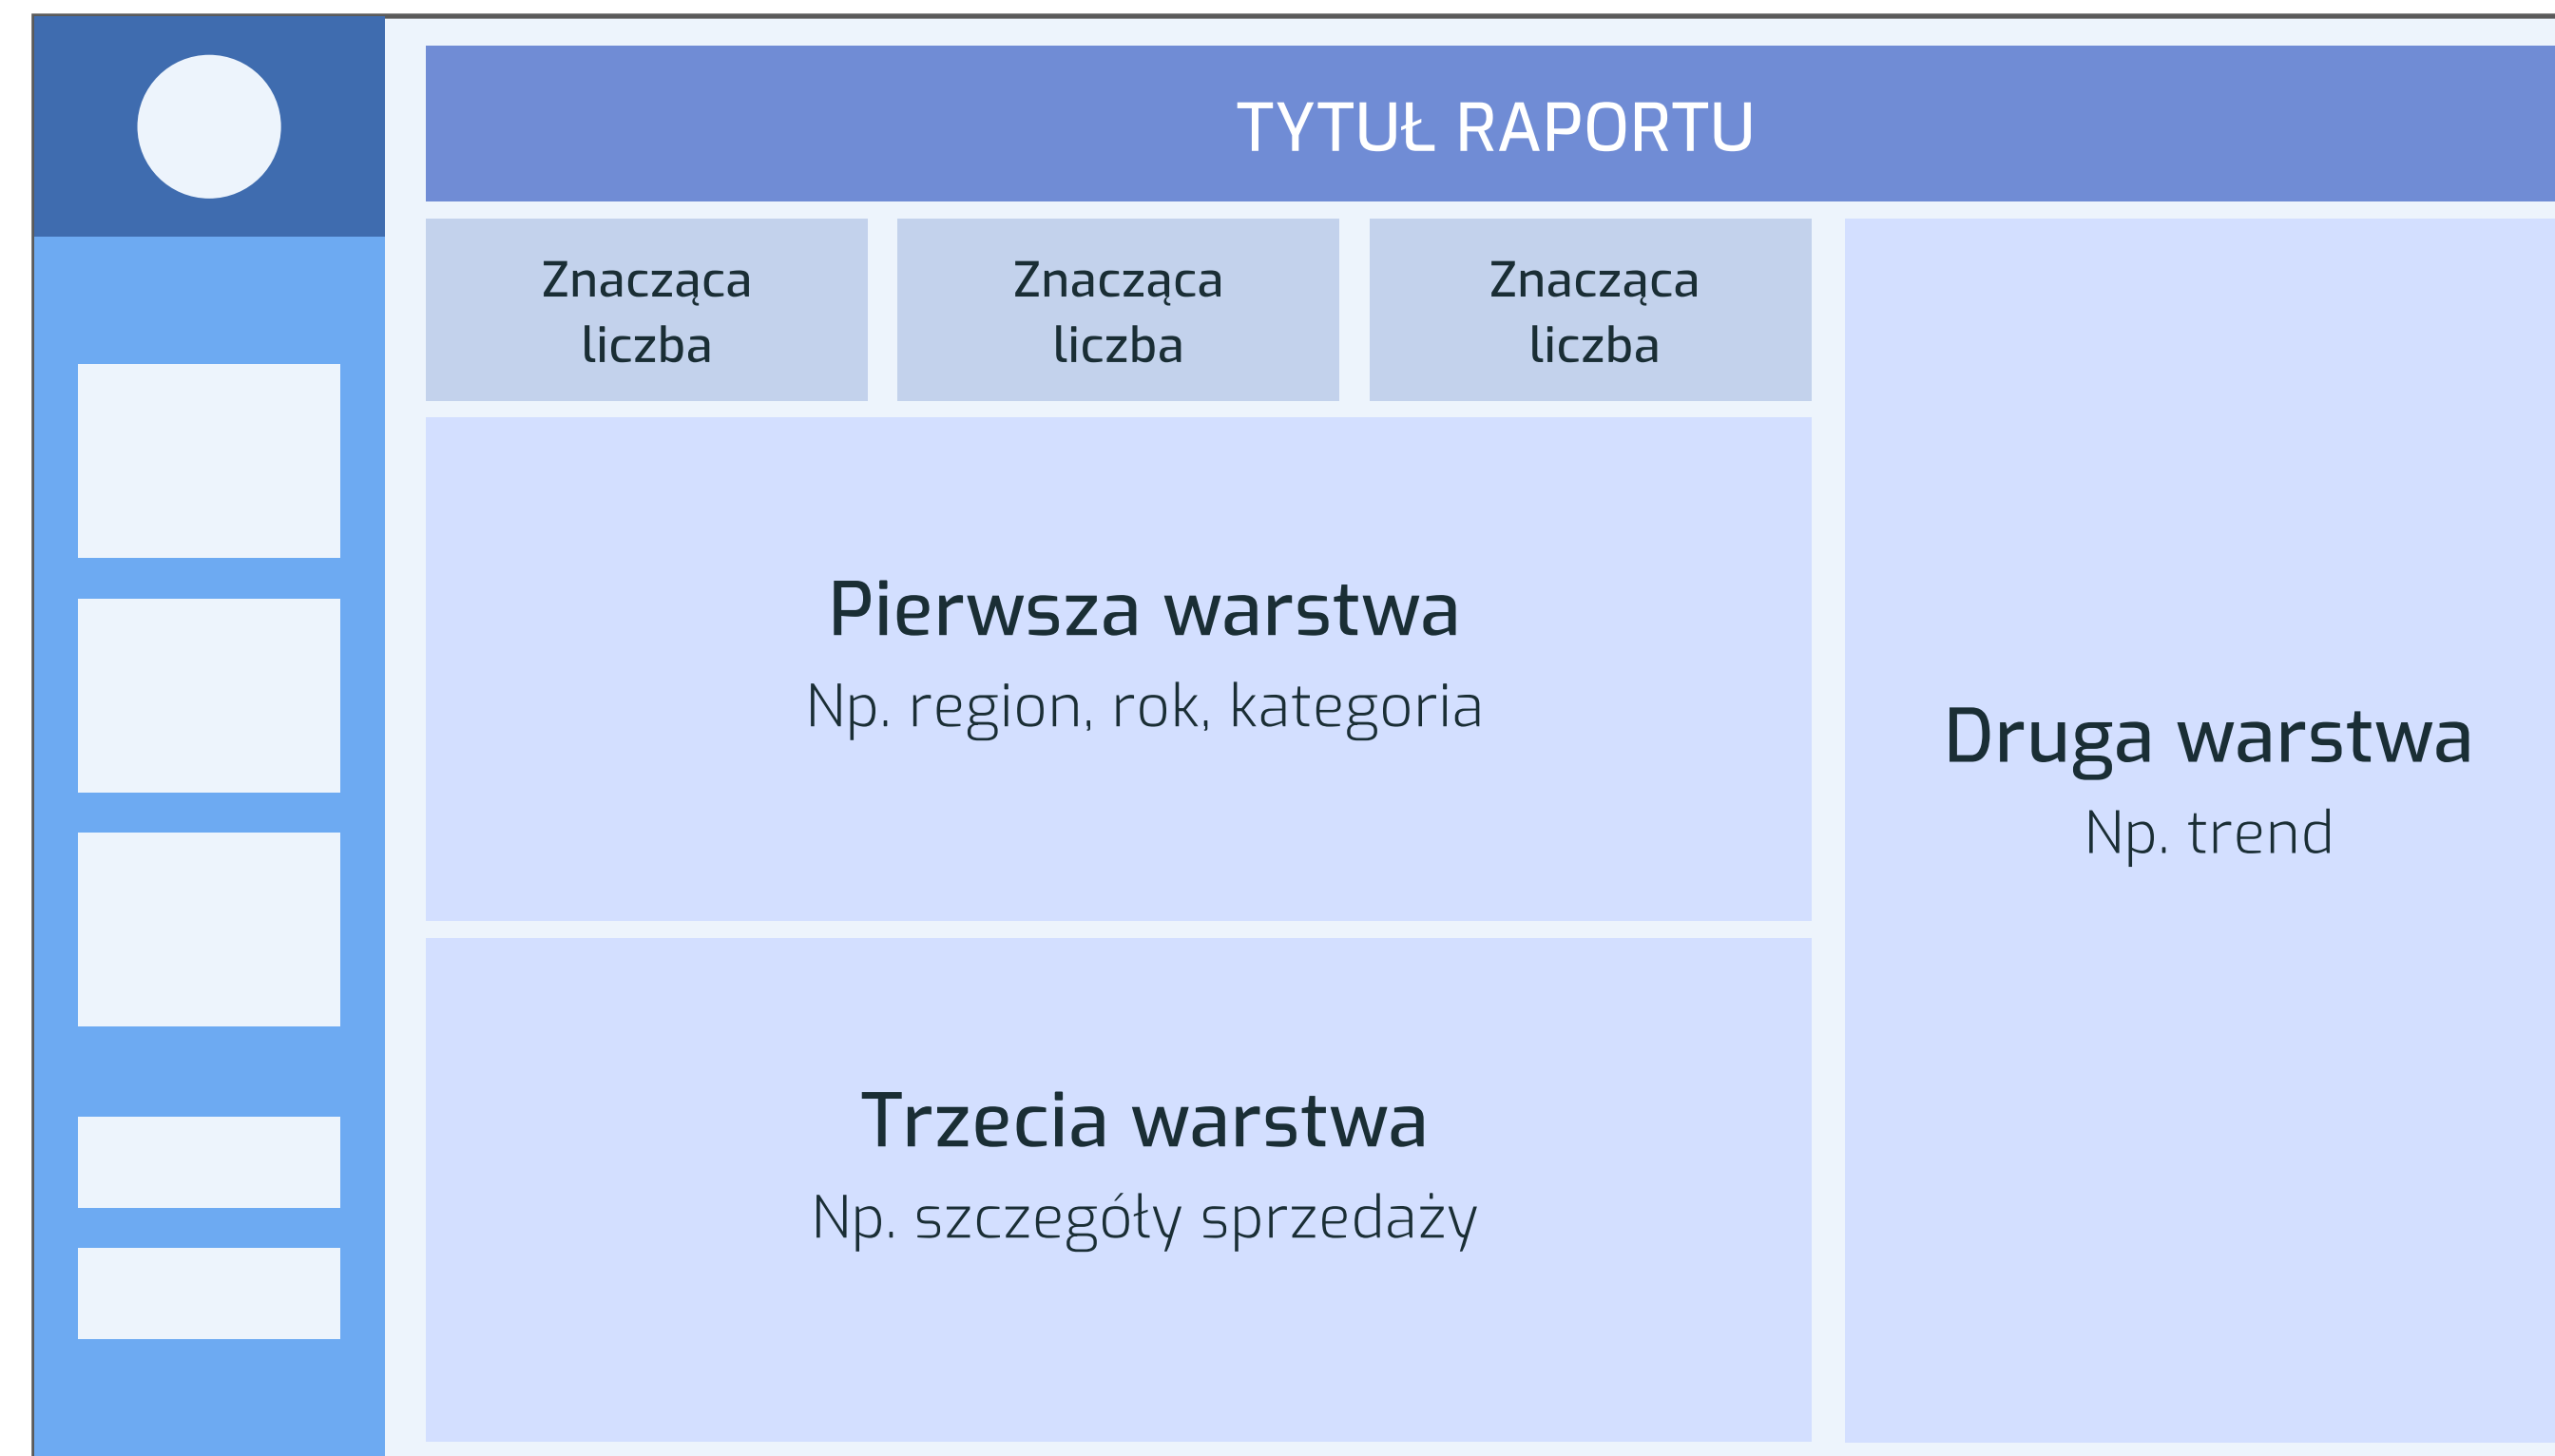 TYTUŁ RAPORTU
Znacząca
liczba
Znacząca
liczba
Znacząca
liczba
Pierwsza warstwa
Np. region, rok, kategoria
Druga warstwa
Np. trend
Trzecia warstwa
Np. szczegóły sprzedaży